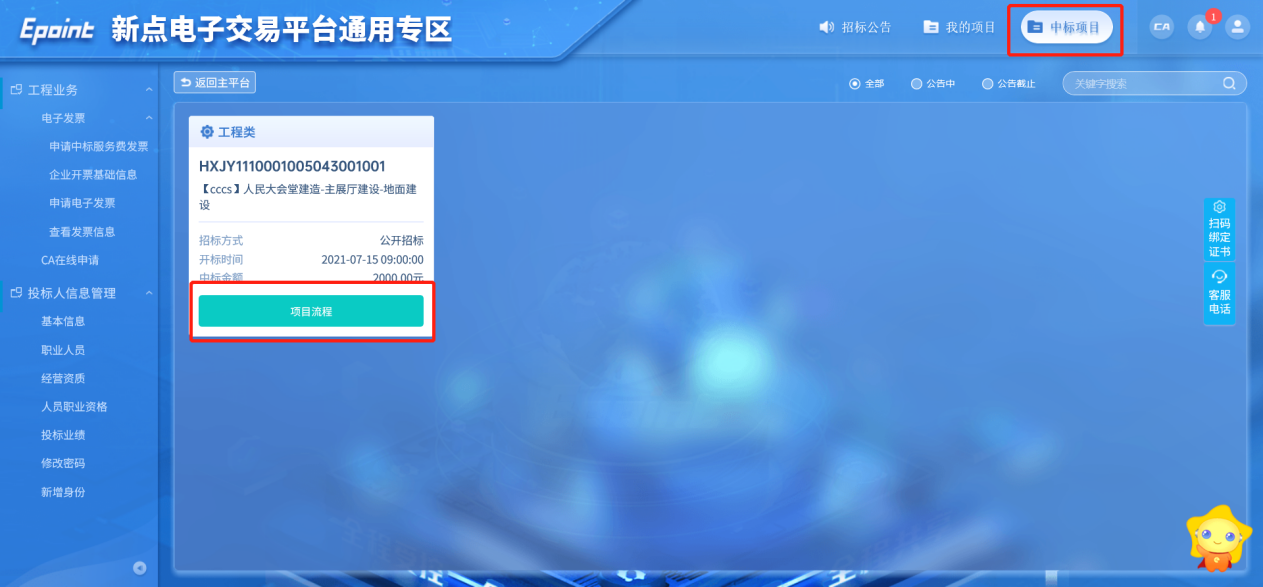 Epoint 新点电子交易平台通用专区
招标公告
我的项目
中标项目
CA
1
工程业务
电子发票
申请中标服务费发票
企业开票基础信息
申请电子发票
查看发票信息
CA在线申请
投标人信息管理
基本信息
职业人员
经营资质
人员职业资格
投标业绩
修改密码
新增身份
返回主平台
全部
公告中
公告截止
关键字搜索
工程类
HXJY1110001005043001001
【cccs】人民大会堂建造-主展厅建设-地面建
设
招标方式 公开招标
开标时间 2021-07-15 09:00:00
中标金额 2000.00元
项目流程
扫码
绑定
证书
客服
电话